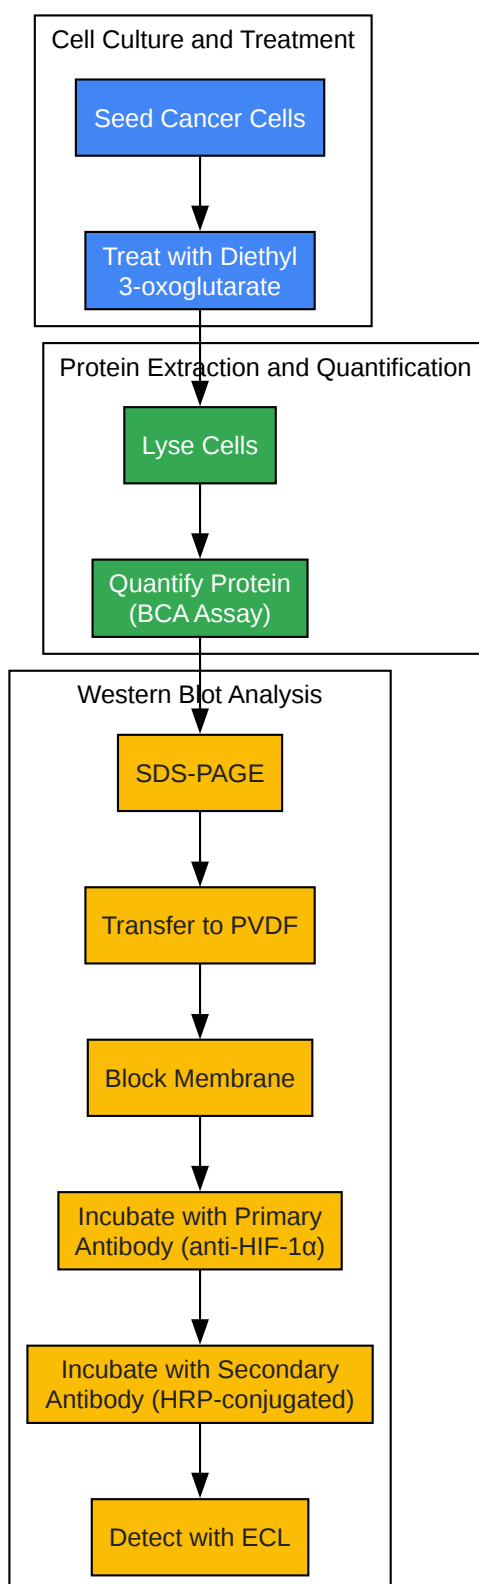 Cell Culture and Treatment
Seed Cancer Cells
Treat with Diethyl
3-oxoglutarate
Protein Extraction and Quantification
Lyse Cells
Quantify Protein
(BCA Assay)
Western Blot Analysis
SDS-PAGE
Transfer to PVDF
Block Membrane
Incubate with Primary
Antibody (anti-HIF-1α)
Incubate with Secondary
Antibody (HRP-conjugated)
Detect with ECL